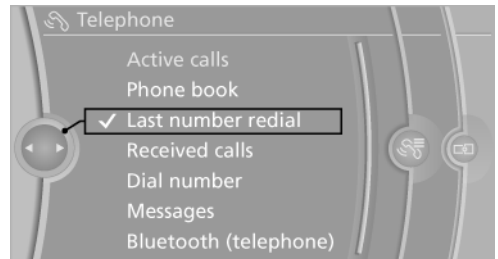 Telephone
Active calls
Phone book
Last number redial
Received calls
Dial number
Messages
Bluetooth (telephone)